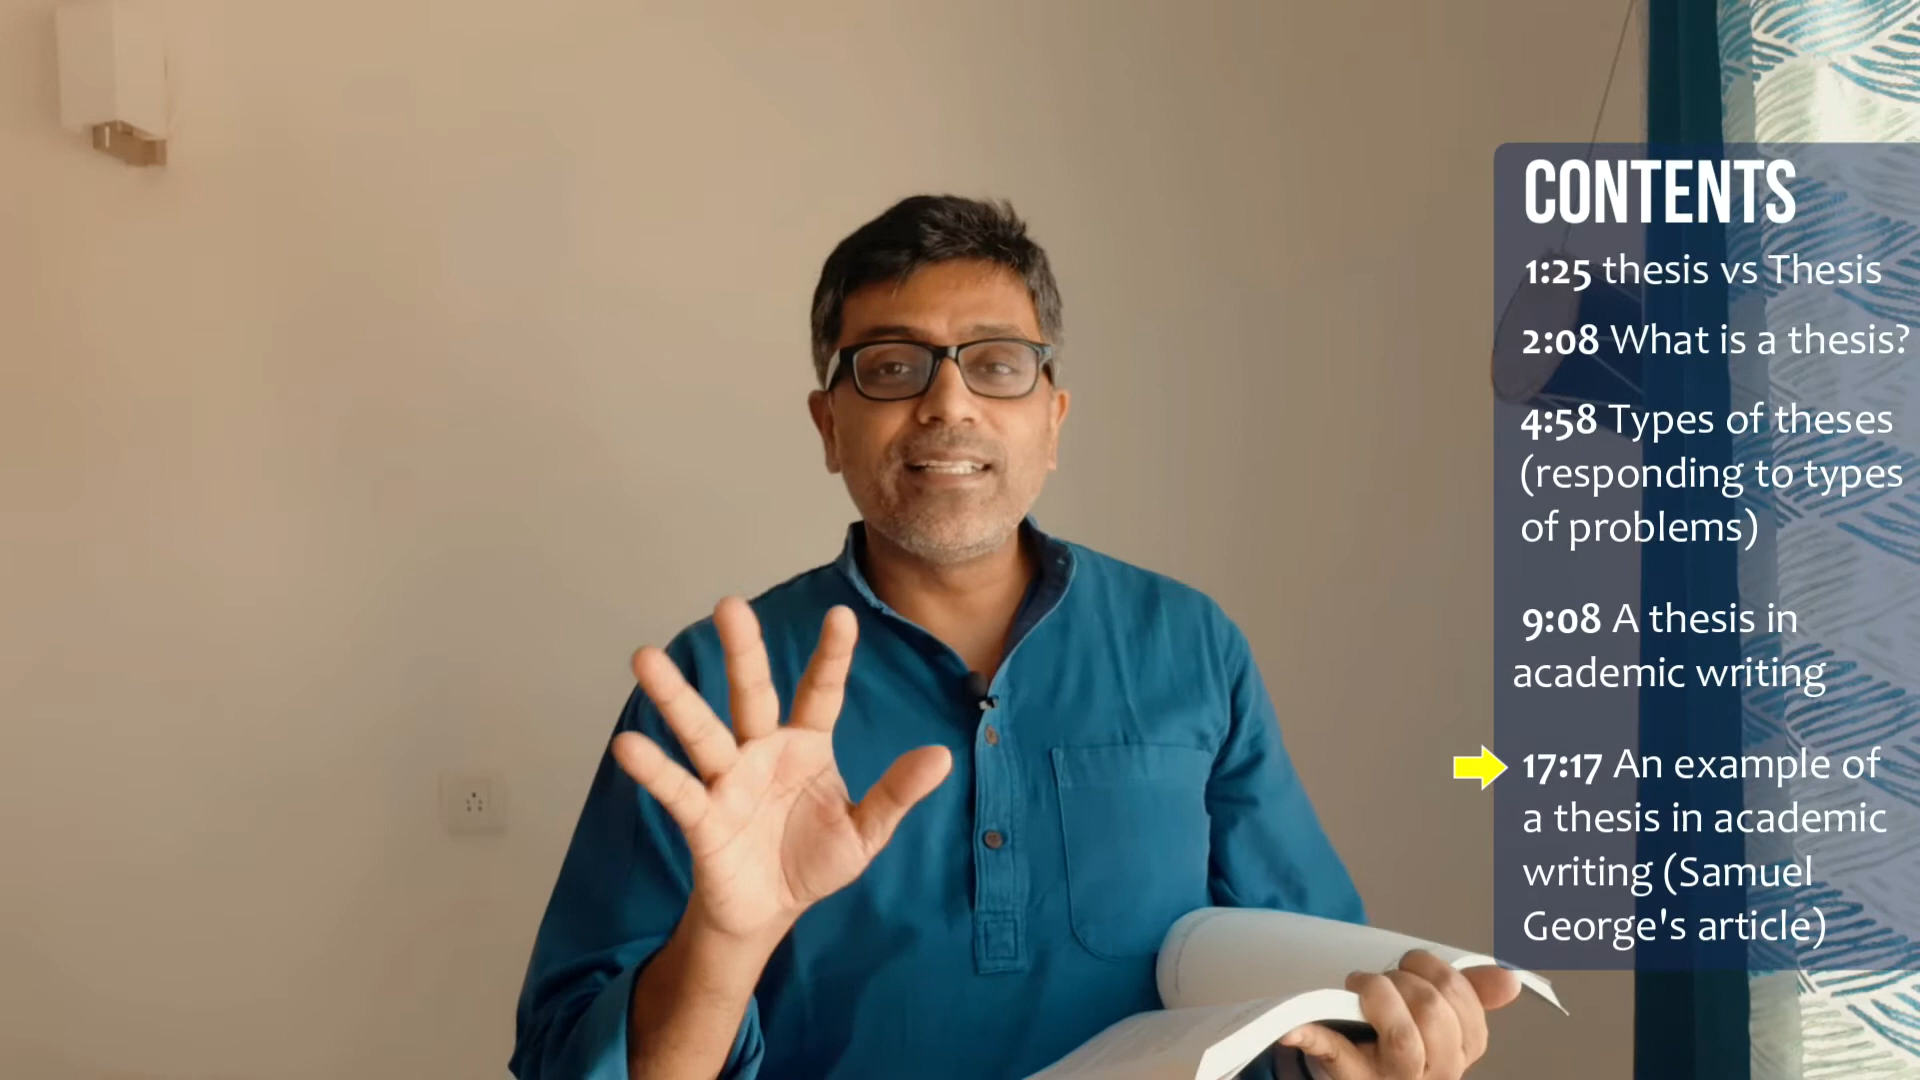 CONTENTS
1:25 thesis vs Thesis
2:08 What is a thesis?
4:58 Types of theses
(responding to types
of problems)
9:08 A thesis in
academic writing
17:17 An example of
a thesis in academic
writing (Samuel
George's article)